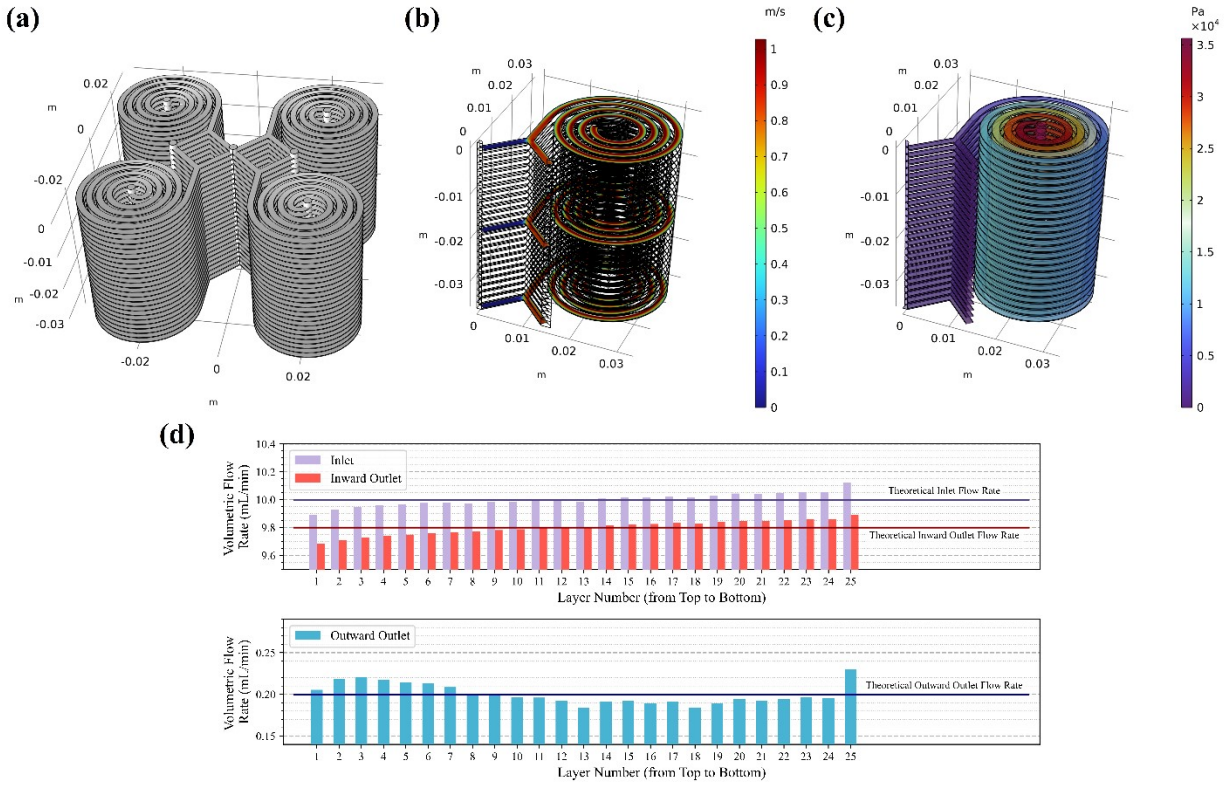 (a)
0.02
m
0
-0.02
0
-0.01
-0.02
m
-0.03
-0.02
0
0.02
m
(b)
m/s
m
0.03
0.02
0.01
0
m
0
-0.01
-0.02
-0.03
0
0.01
0.02
0.03
m
1
0.9
0.8
0.7
0.6
0.5
0.4
0.3
0.2
0.1
0
(c)
Pa
×10⁴
m
0.03
0.02
0.01
0
m
0
-0.01
-0.02
-0.03
0
0.01
0.02
0.03
m
3.5
3
2.5
2
1.5
1
0.5
0
(d)
Volumetric Flow
Rate (mL/min)
10.4
10.2
10.0
9.8
9.6
Inlet
Inward Outlet
Theoretical Inlet Flow Rate
Theoretical Inward Outlet Flow Rate
1 2 3 4 5 6 7 8 9 10 11 12 13 14 15 16 17 18 19 20 21 22 23 24 25
Layer Number (from Top to Bottom)
Volumetric Flow
Rate (mL/min)
0.25
0.20
0.15
Outward Outlet
Theoretical Outward Outlet Flow Rate
1 2 3 4 5 6 7 8 9 10 11 12 13 14 15 16 17 18 19 20 21 22 23 24 25
Layer Number (from Top to Bottom)